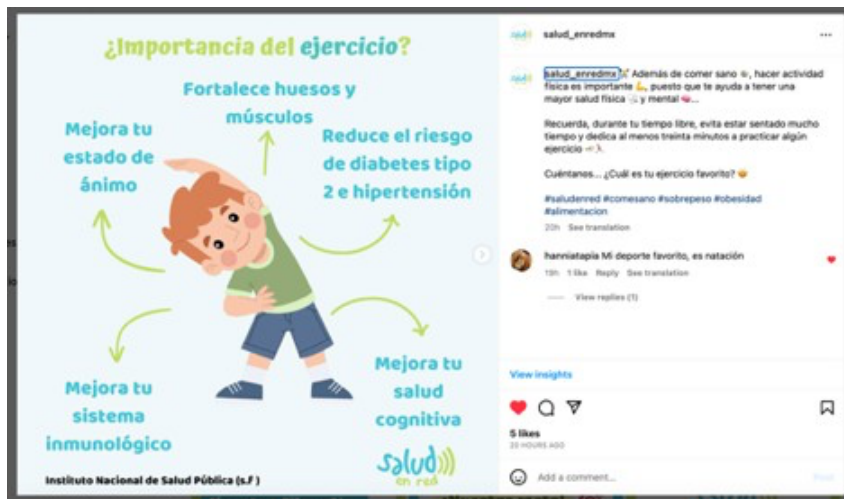 ¿Importancia del ejercicio?
Fortalece huesos y
músculos
Mejora tu
estado de
ánimo
Reduce el riesgo
de diabetes tipo
2 e hipertensión
Mejora tu
sistema
inmunológico
Mejora tu
salud
cognitiva
salud
en red
Instituto Nacional de Salud Pública (s.f )
salud_enredmx
salud_enredmx Además de comer sano, hacer actividad
física es importante, puesto que te ayuda a tener una
mayor salud física y mental ...
Recuerda, durante tu tiempo libre, evita estar sentado mucho
tiempo y dedica al menos treinta minutos a practicar algún
ejercicio
Cuéntanos... ¿Cuál es tu ejercicio favorito?
#saludenred #comesano #sobrepeso #obesidad
#alimentacion
20h See translation
hanniatapia Mi deporte favorito, es natación
19h 1 like Reply See translation
View replies (1)
View insights
5 likes
20 HOURS AGO
Add a comment...
Post